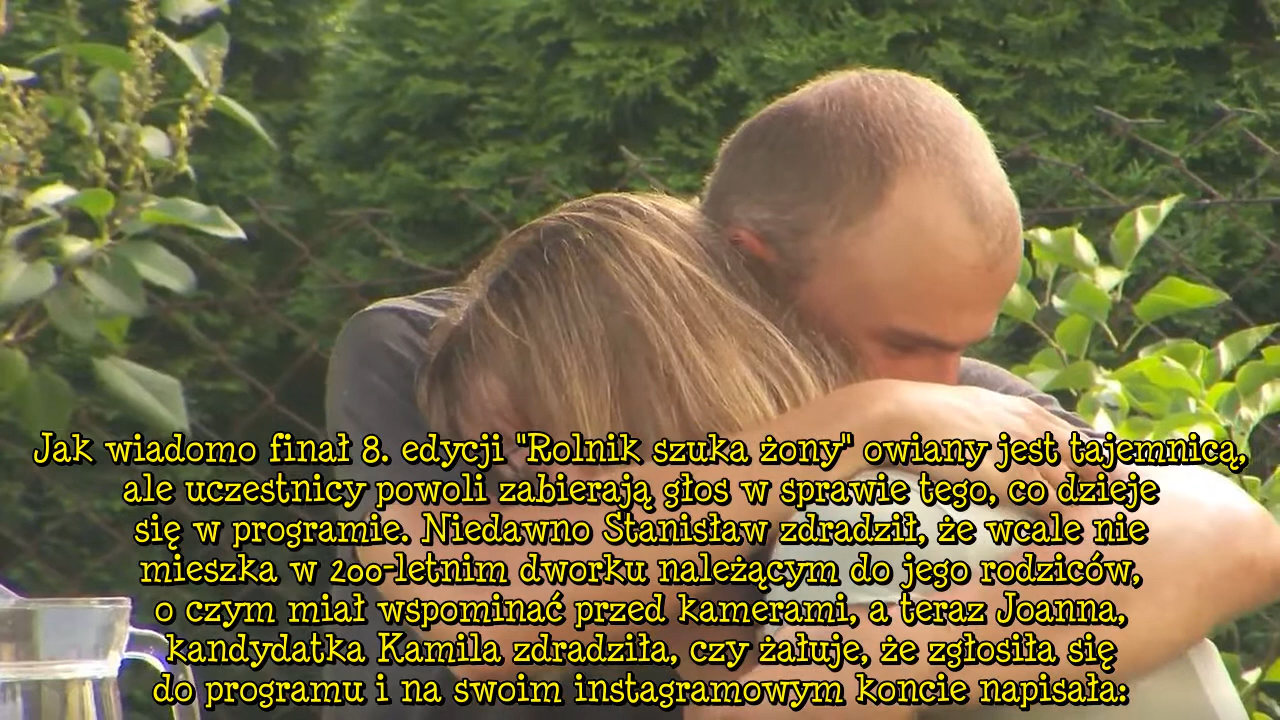 Jak wiadomo finał 8. edycji "Rolnik szuka żony" owiany jest tajemnicą,
ale uczestnicy powoli zabierają głos w sprawie tego, co dzieje
się w programie. Niedawno Stanisław zdradził, że wcale nie
mieszka w 200-letnim dworku należącym do jego rodziców,
o czym miał wspominać przed kamerami, a teraz Joanna,
kandydatka Kamila zdradziła, czy żałuje, że zgłosiła się
do programu i na swoim instagramowym koncie napisała: